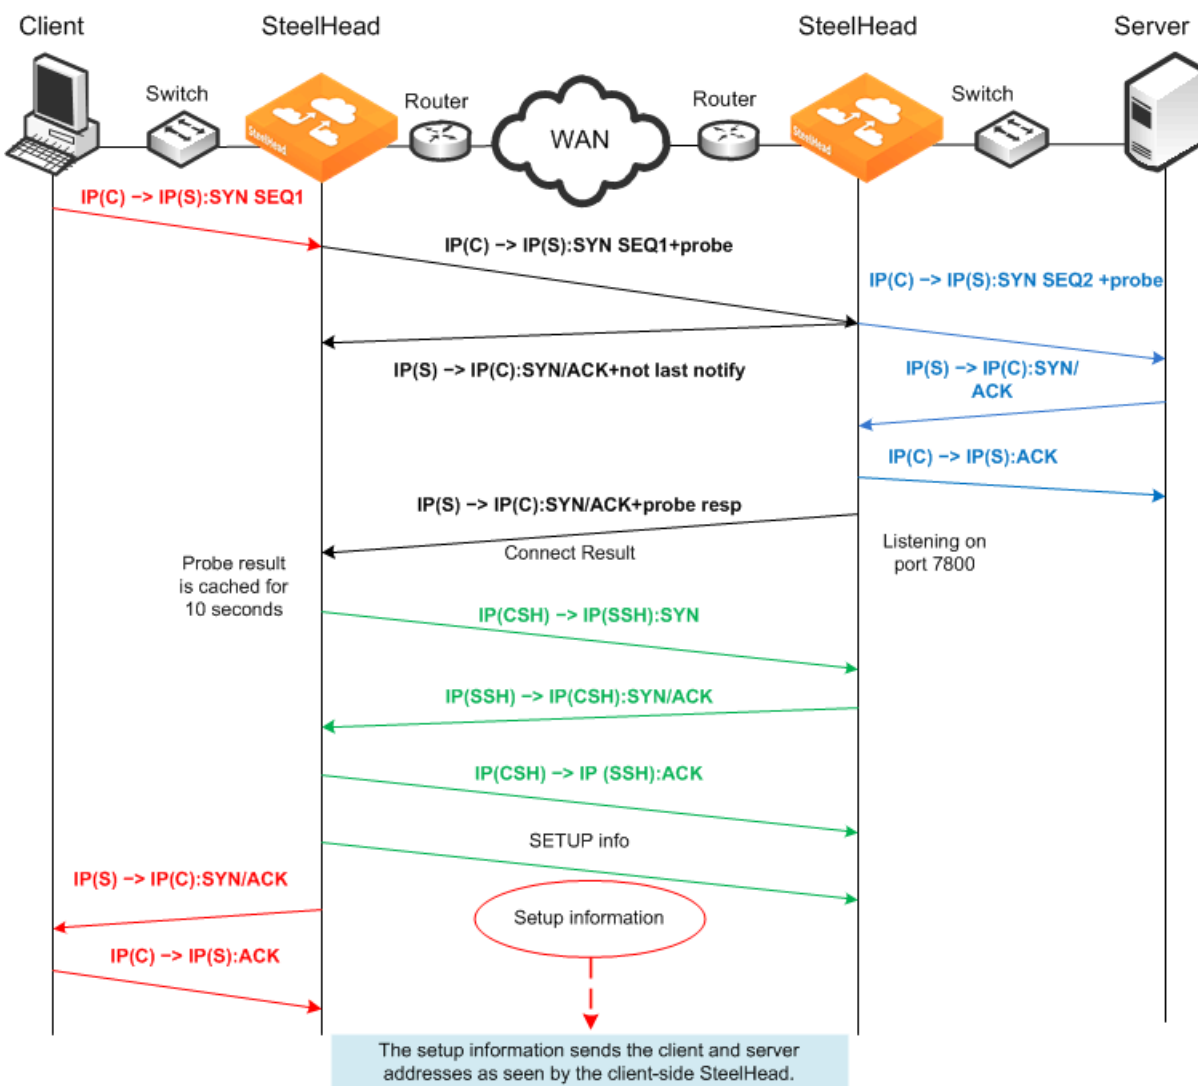 Client
SteelHead
SteelHead
Server
Switch
Router
WAN
Router
Switch
SteelHead
SteelHead
IP(C) −> IP(S):SYN SEQ1
IP(C) −> IP(S):SYN SEQ1+probe
IP(C) −> IP(S):SYN SEQ2 +probe
IP(S) −> IP(C):SYN/ACK+not last notify
IP(S) −> IP(C):SYN/
ACK
IP(C) −> IP(S):ACK
IP(S) −> IP(C):SYN/ACK+probe resp
Connect Result
Listening on
port 7800
Probe result
is cached for
10 seconds
IP(CSH) −> IP(SSH):SYN
IP(SSH) −> IP(CSH):SYN/ACK
IP(CSH) −> IP (SSH):ACK
SETUP info
IP(S) −> IP(C):SYN/ACK
Setup information
IP(C) −> IP(S):ACK
The setup information sends the client and server
addresses as seen by the client-side SteelHead.